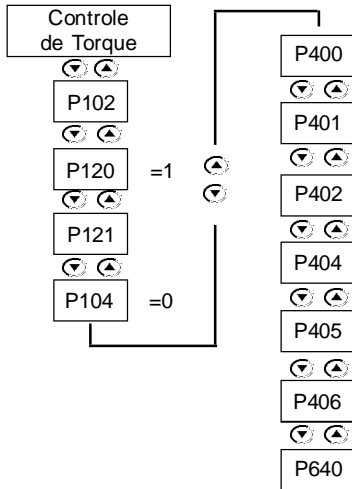 Controle
de Torque
P102
P120 =1
P121
P104 =0
P400
P401
P402
P404
P405
P406
P640